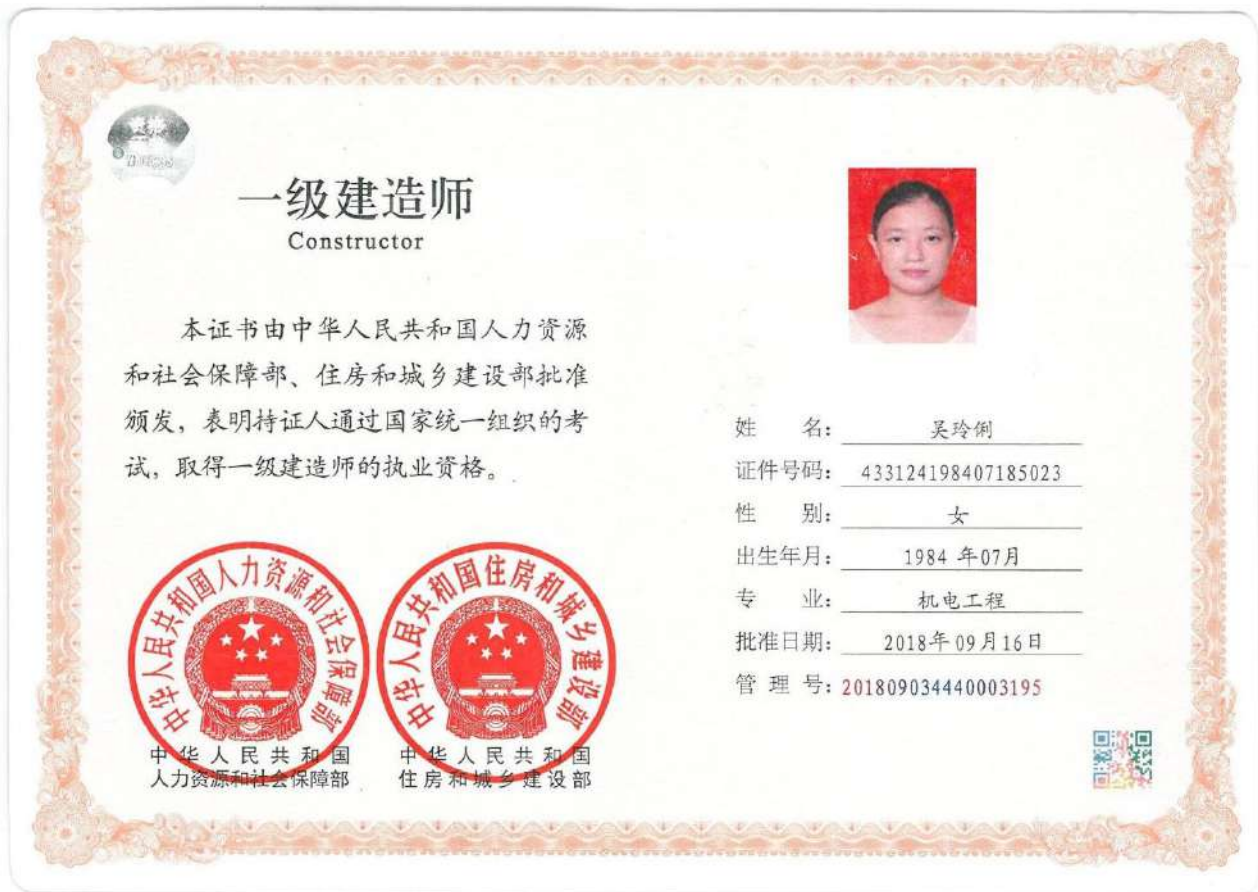 一级建造师
Constructor
本证书由中华人民共和国人力资源
和社会保障部、住房和城乡建设部批准
颁发，表明持证人通过国家统一组织的考
试，取得一级建造师的执业资格。
中华人民共和国人力资源和社会保障部
中华人民共和国住房和城乡建设部
中华人民共和国
人力资源和社会保障部
中华人民共和国
住房和城乡建设部
姓 名：吴玲俐
证件号码：433124198407185023
性 别：女
出生年月：1984 年07月
专 业：机电工程
批准日期：2018年09月16日
管 理 号：201809034440003195